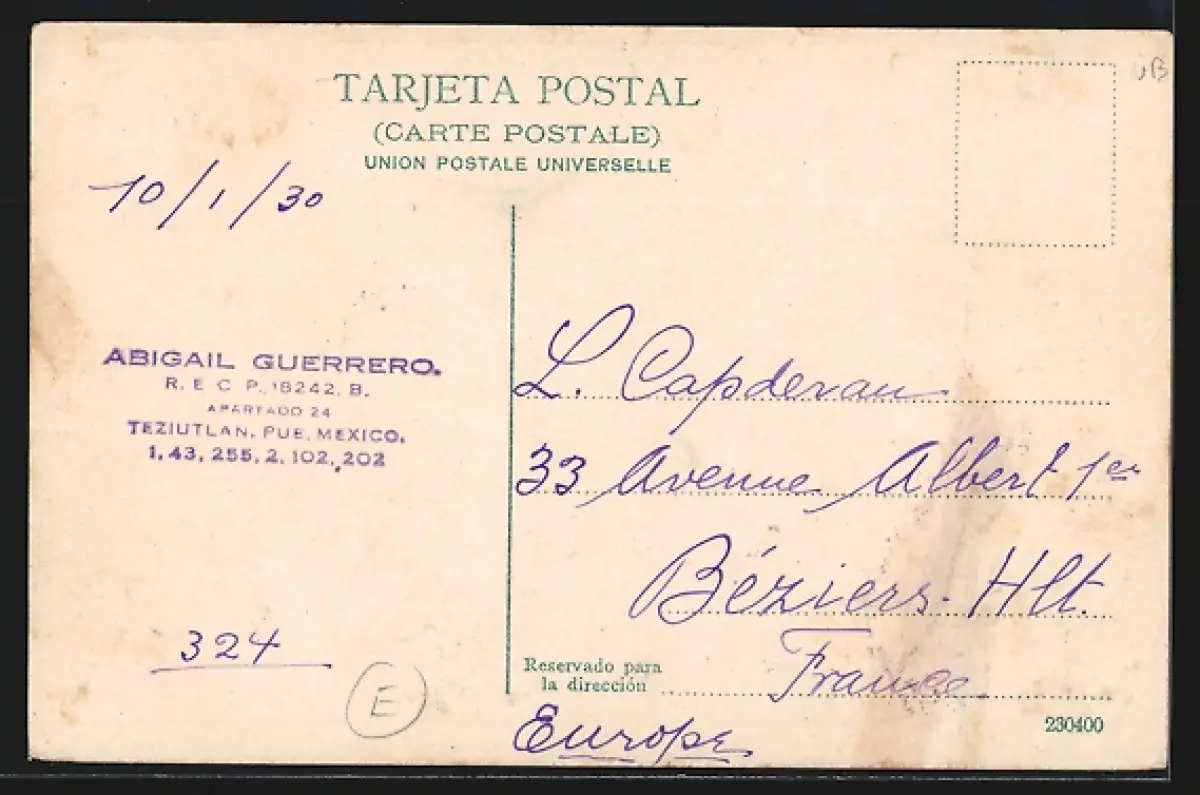 TARJETA POSTAL
(CARTE POSTALE)
UNION POSTALE UNIVERSELLE
UB
10/1/30
ABIGAIL GUERRERO.
R. E C P. 18242. B.
APARTADO 24
TEZIUTLAN, PUE, MEXICO.
1, 43, 255, 2, 102, 202
324
E
L. Capderan
33 Avenue Albert 1er
Béziers - Hlt.
France
Reservado para
la dirección
Europe
230400